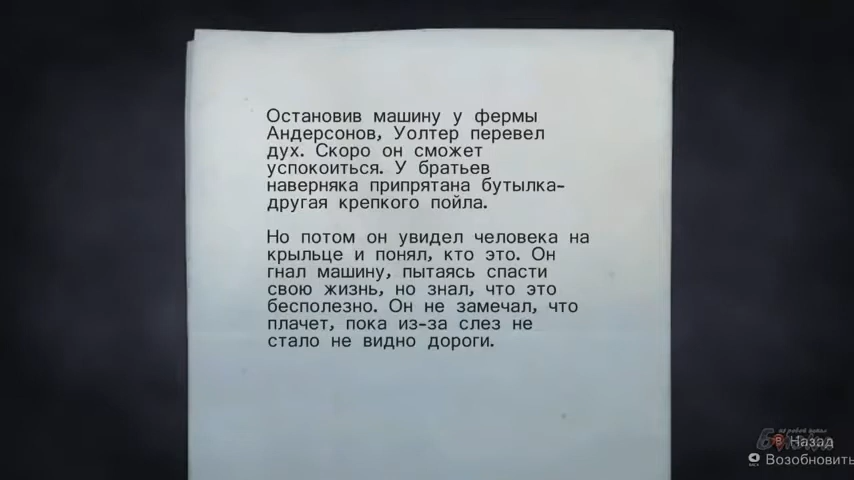 Остановив машину у фермы
Андерсонов, Уолтер перевел
дух. Скоро он сможет
успокоиться. У братьев
наверняка припрятана бутылка-
другая крепкого пойла.
Но потом он увидел человека на
крыльце и понял, кто это. Он
гнал машину, пытаясь спасти
свою жизнь, но знал, что это
бесполезно. Он не замечал, что
плачет, пока из-за слез не
стало не видно дороги.
B Назад
Возобновить